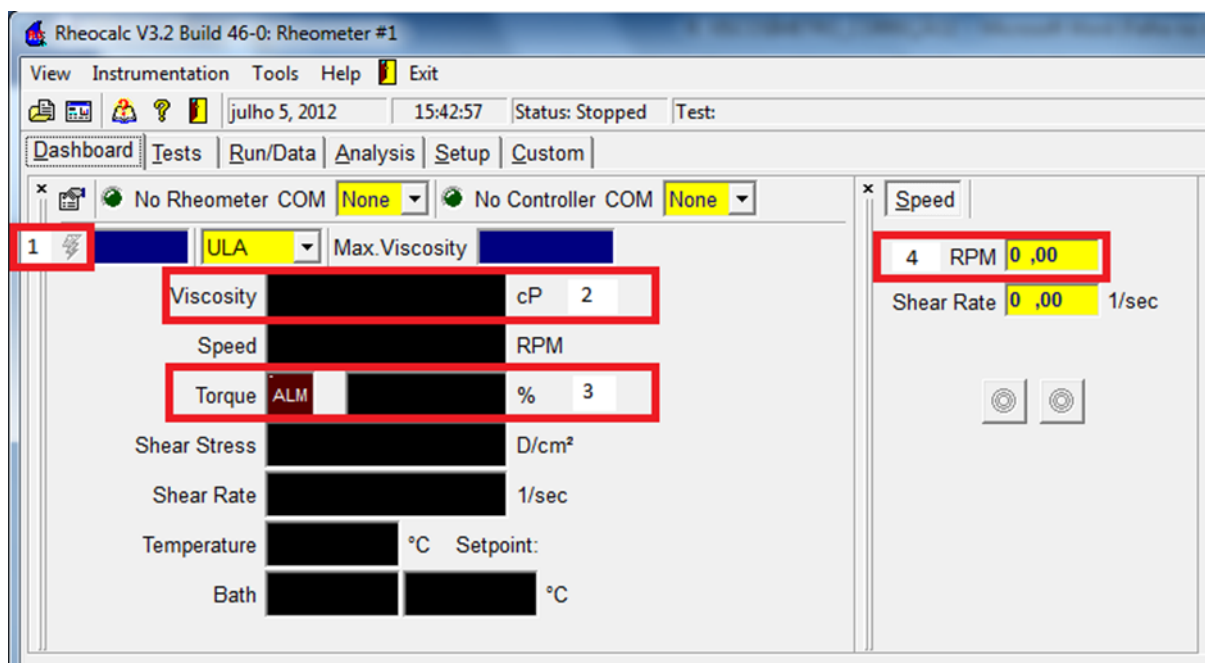 Rheocalc V3.2 Build 46-0: Rheometer #1
View Instrumentation Tools Help Exit
julho 5, 2012 15:42:57 Status: Stopped Test:
Dashboard Tests Run/Data Analysis Setup Custom
No Rheometer COM None No Controller COM None Speed
1 ULA Max.Viscosity
4 RPM 0 ,00
Viscosity cP 2
Shear Rate 0 ,00 1/sec
Speed RPM
Torque ALM % 3
Shear Stress D/cm²
Shear Rate 1/sec
Temperature °C Setpoint:
Bath °C